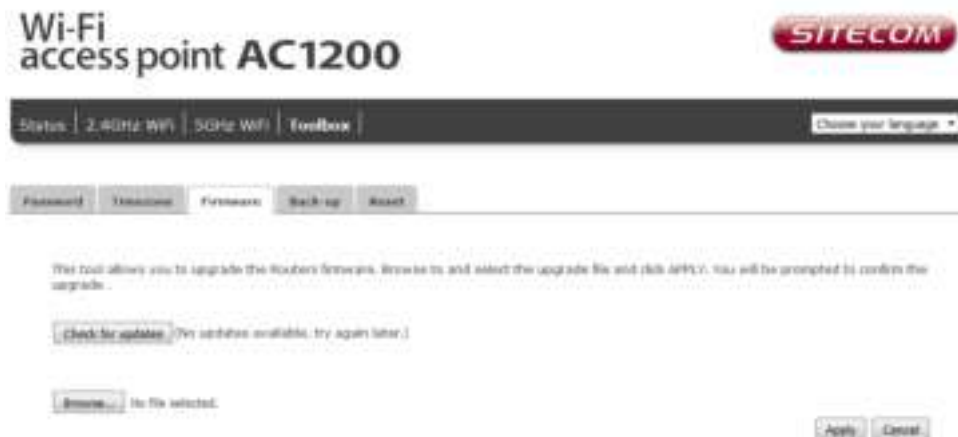 Wi-Fi
access point AC1200
SITECOM
Status | 2.4GHz WiFi | 5GHz WiFi | Toolbox |
Choose your language
Password Timezone Firmware Back-up Reset
This tool allows you to upgrade the Routers firmware. Browse to and select the upgrade file and click APPLY. You will be prompted to confirm the
upgrade.
Check for updates (No updates available, try again later.)
Browse... No file selected.
Apply Cancel